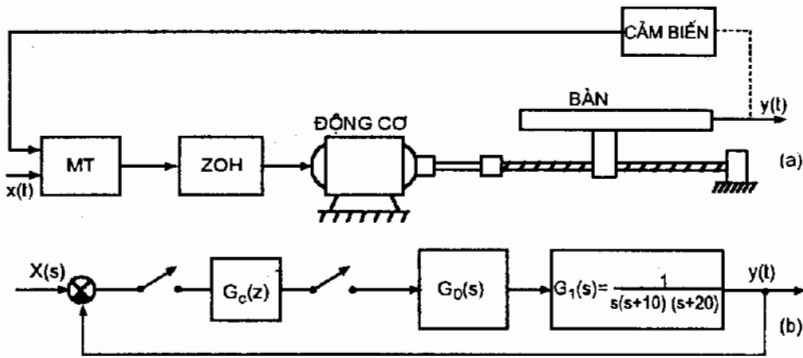 CẢM BIẾN
BÀN
y(t)
ĐỘNG CƠ
MT
ZOH
x(t)
(a)
X(s)
G_c(z)
G_0(s)
G_1(s)= 1 / s(s+10) (s+20)
y(t)
(b)